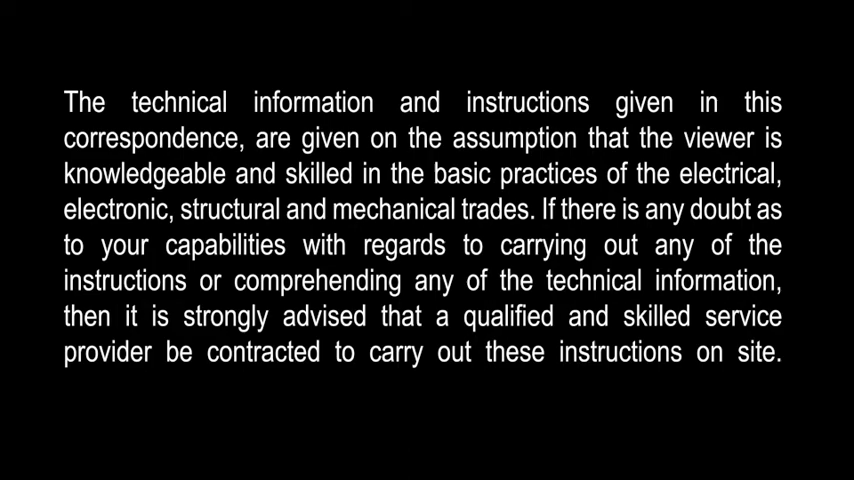 The technical information and instructions given in this
correspondence, are given on the assumption that the viewer is
knowledgeable and skilled in the basic practices of the electrical,
electronic, structural and mechanical trades. If there is any doubt as
to your capabilities with regards to carrying out any of the
instructions or comprehending any of the technical information,
then it is strongly advised that a qualified and skilled service
provider be contracted to carry out these instructions on site.